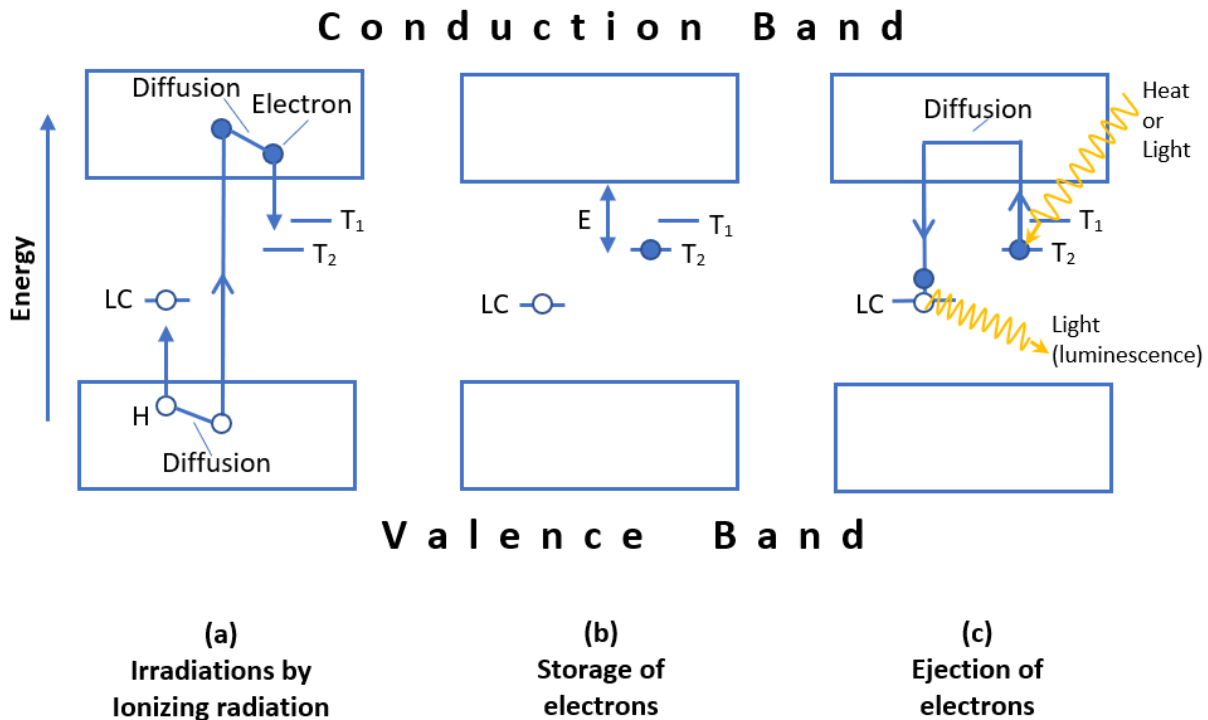 Conduction Band
Diffusion
Electron
T1
T2
LC
H
Diffusion
Energy
E
T1
T2
LC
Diffusion
Heat
or
Light
T1
T2
LC
Light
(luminescence)
Valence Band
(a)
Irradiations by
Ionizing radiation
(b)
Storage of
electrons
(c)
Ejection of
electrons